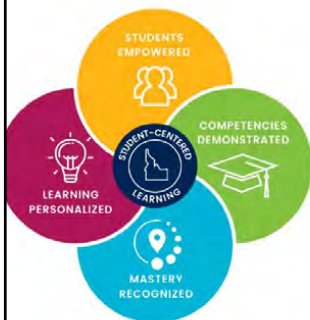 STUDENTS
EMPOWERED
COMPETENCIES
DEMONSTRATED
STUDENT-CENTERED
LEARNING
LEARNING
PERSONALIZED
MASTERY
RECOGNIZED